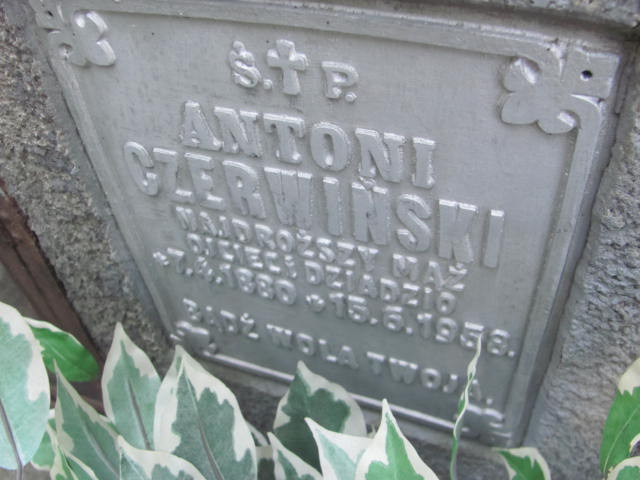 Ś. † P.
ANTONI
CZERWIŃSKI
NAJDROŻSZY MĄŻ
OJCIEC I DZIADZIO
*7.4.1880 +15.6.1958.
BĄDŹ WOLA TWOJA.